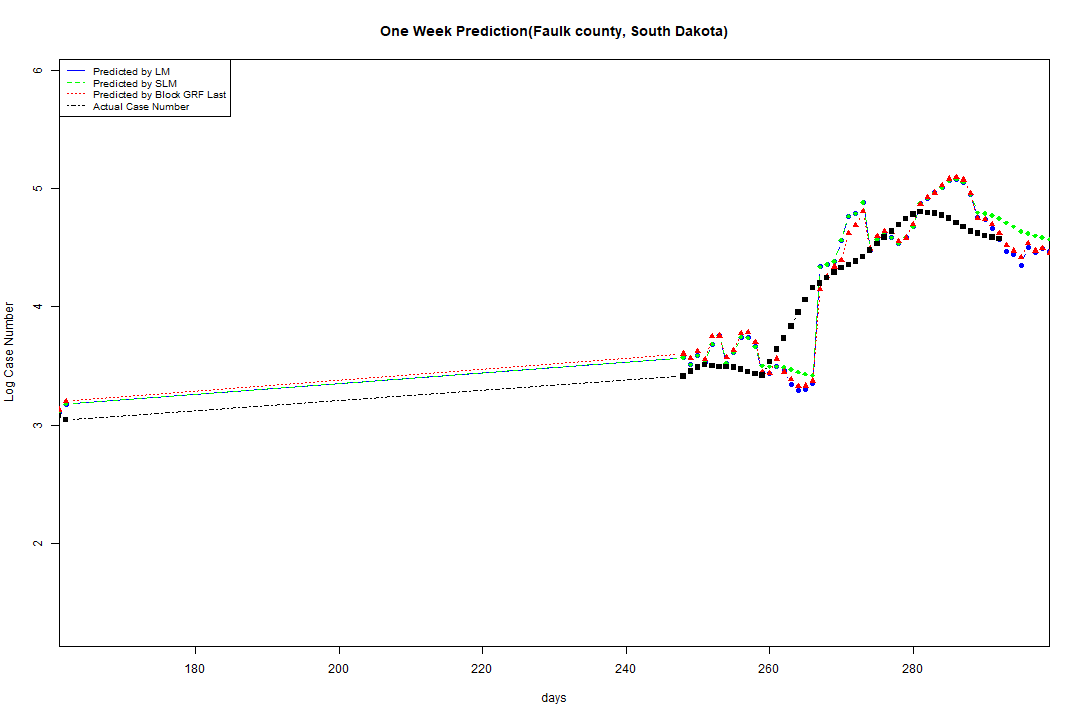 One Week Prediction(Faulk county, South Dakota)
Predicted by LM
Predicted by SLM
Predicted by Block GRF Last
Actual Case Number
Log Case Number
6
5
4
3
2
180 200 220 240 260 280
days